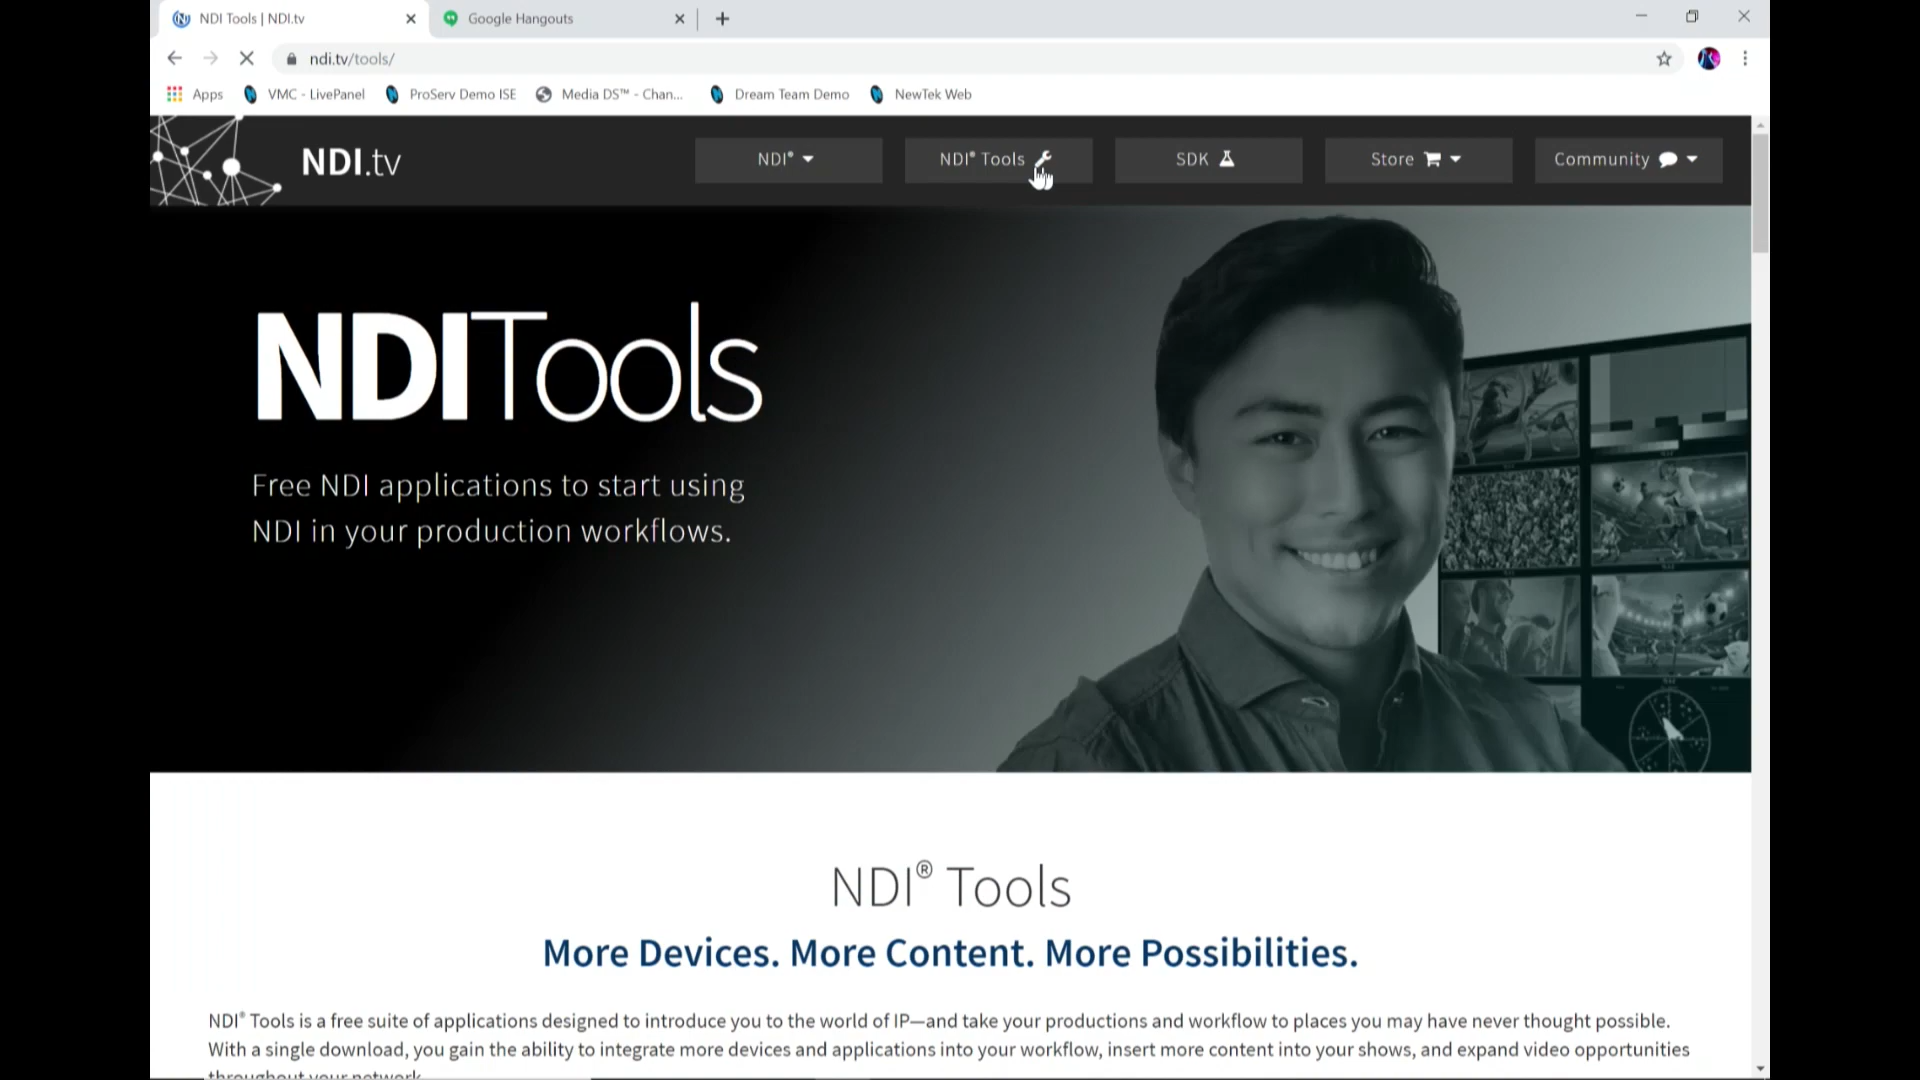 NDI Tools | NDI.tv
Google Hangouts
ndi.tv/tools/
Apps
VMC - LivePanel
ProServ Demo ISE
Media DS™ - Chan...
Dream Team Demo
NewTek Web
NDI.tv
NDI®
NDI® Tools
SDK
Store
Community
NDITools
Free NDI applications to start using
NDI in your production workflows.
NDI® Tools
More Devices. More Content. More Possibilities.
NDI® Tools is a free suite of applications designed to introduce you to the world of IP—and take your productions and workflow to places you may have never thought possible.
With a single download, you gain the ability to integrate more devices and applications into your workflow, insert more content into your shows, and expand video opportunities
throughout your network.